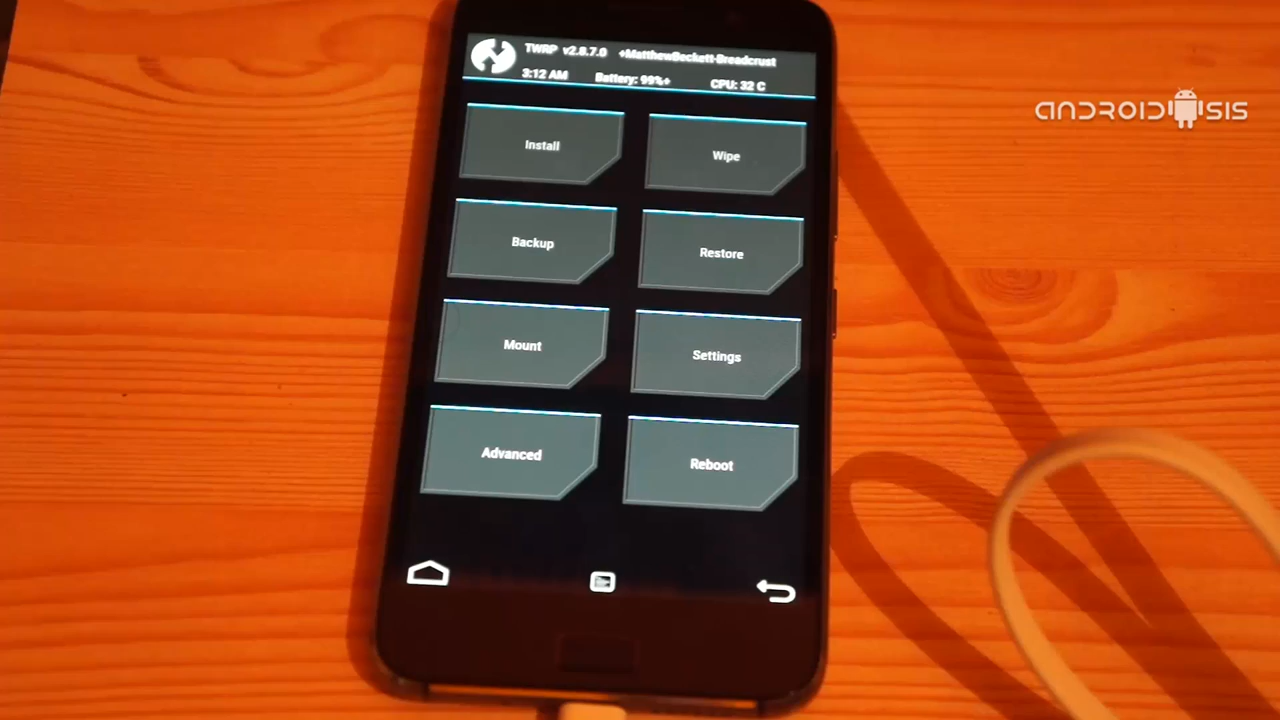 TWRP v2.8.7.0 +MatthewBeckett-Breadcrust
3:12 AM Battery: 99%+ CPU: 32 C
Install Wipe
Backup Restore
Mount Settings
Advanced Reboot
ANDROIDSIS